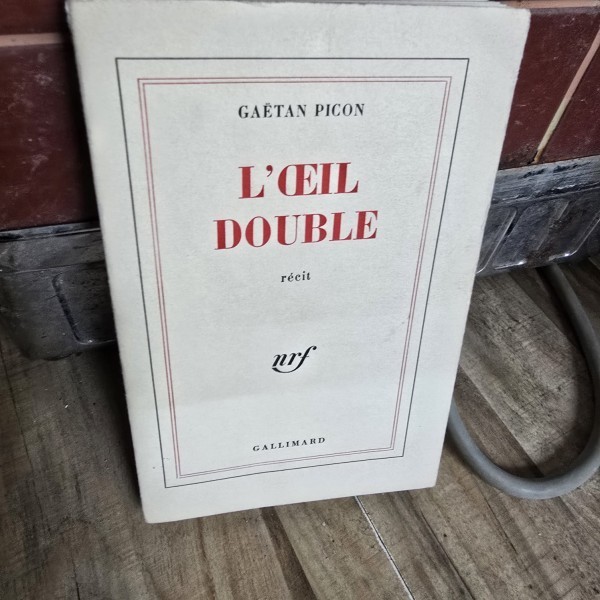 GAËTAN PICON
L'ŒIL
DOUBLE
récit
nrf
GALLIMARD